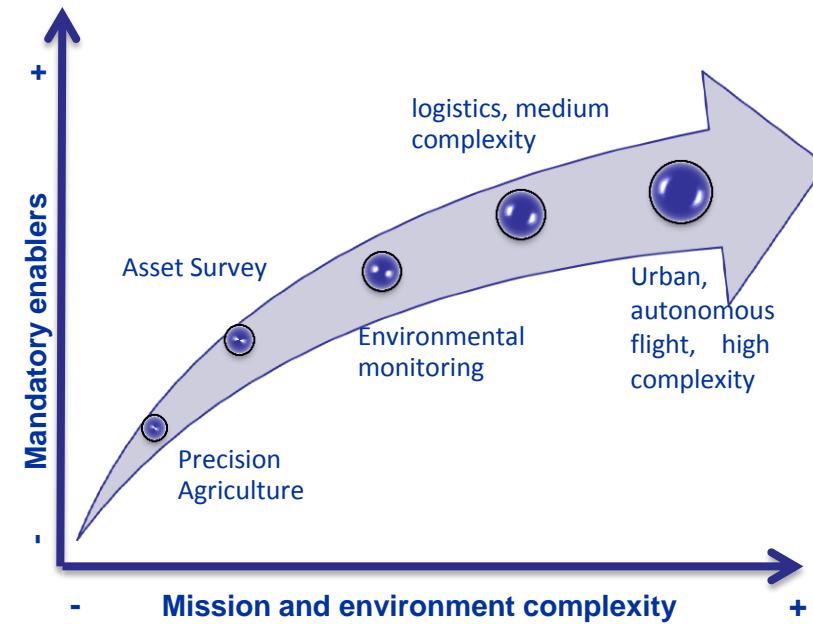 +
logistics, medium
complexity
Mandatory enablers
Asset Survey
Urban,
autonomous
flight, high
complexity
Environmental
monitoring
Precision
Agriculture
-
- Mission and environment complexity +